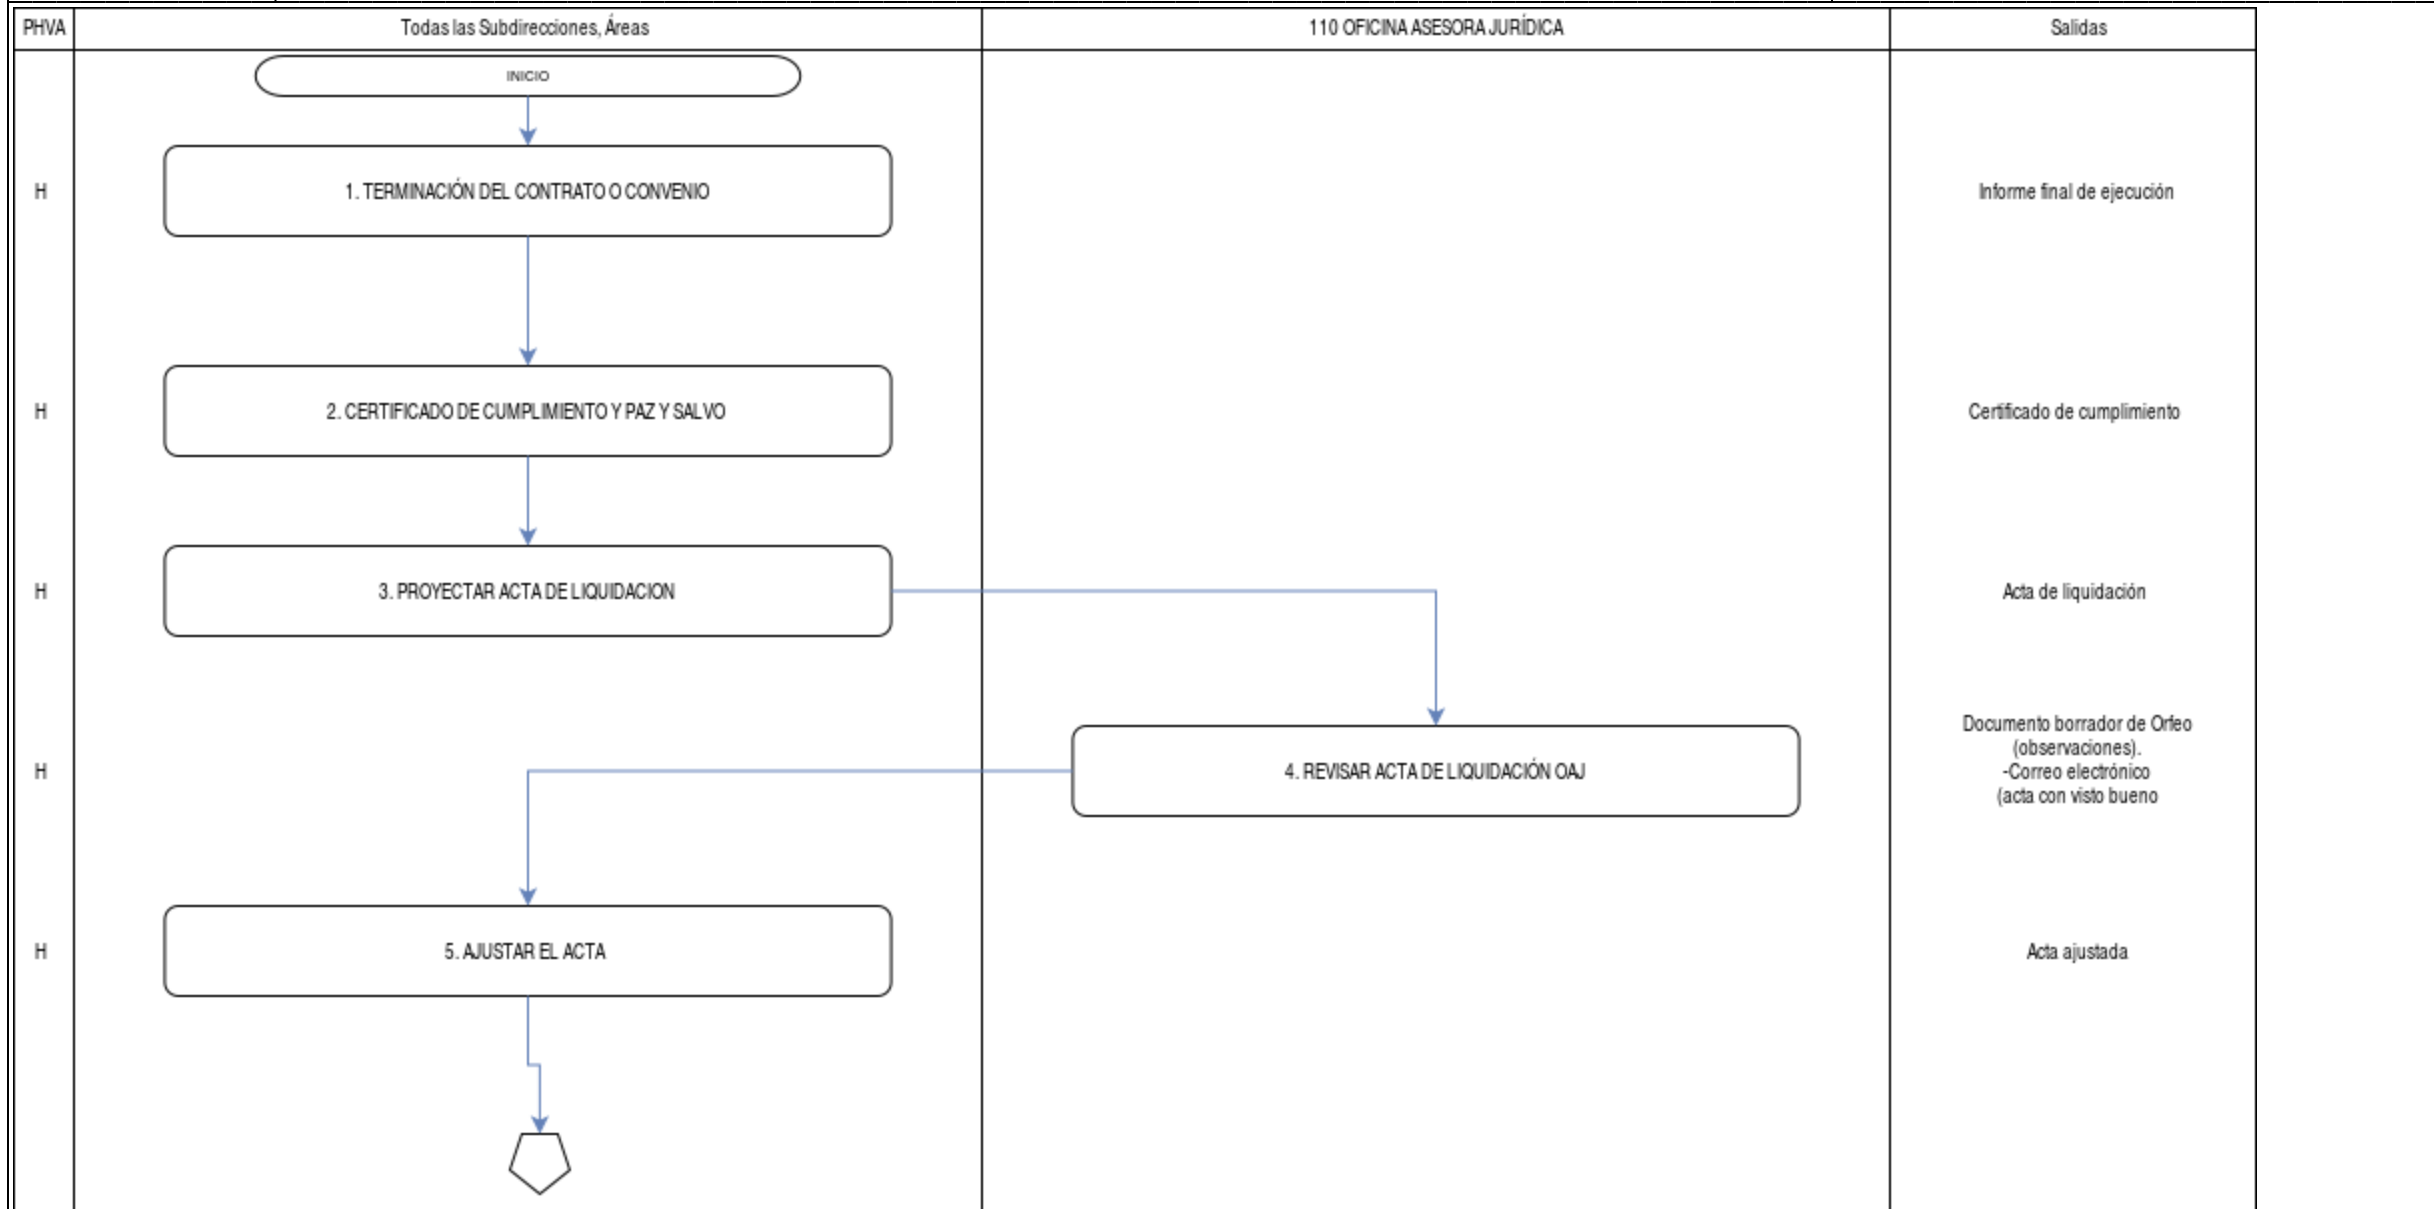 PHVA
Todas las Subdirecciones, Áreas
110 OFICINA ASESORA JURÍDICA
Salidas
INICIO
H
1. TERMINACIÓN DEL CONTRATO O CONVENIO
Informe final de ejecución
H
2. CERTIFICADO DE CUMPLIMIENTO Y PAZ Y SALVO
Certificado de cumplimiento
H
3. PROYECTAR ACTA DE LIQUIDACION
Acta de liquidación
H
4. REVISAR ACTA DE LIQUIDACIÓN OAJ
Documento borrador de Orfeo
(observaciones).
-Correo electrónico
(acta con visto bueno
H
5. AJUSTAR EL ACTA
Acta ajustada